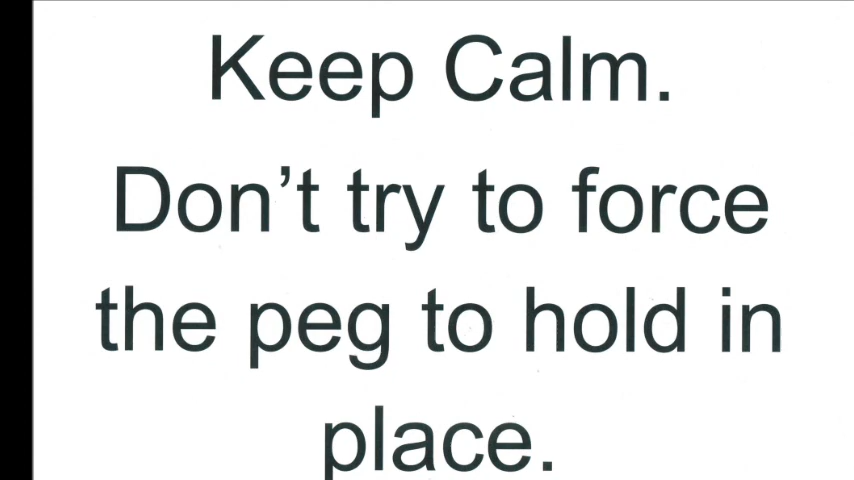 Keep Calm.
Don’t try to force
the peg to hold in
place.